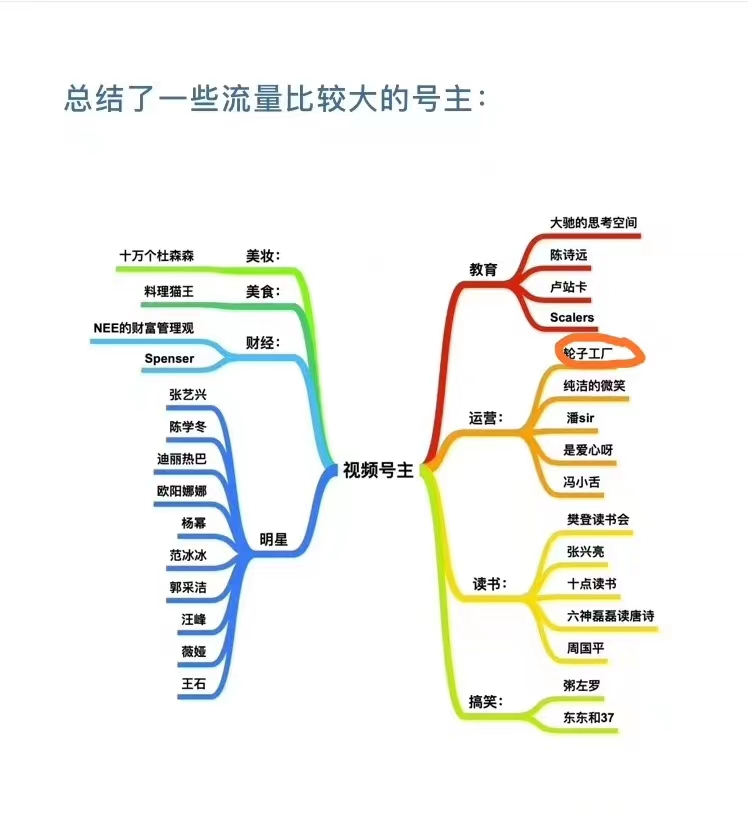 总结了一些流量比较大的号主：
视频号主
美妆：
十万个杜森森
美食：
料理猫王
财经：
NEE的财富管理观
Spenser
明星
张艺兴
陈学冬
迪丽热巴
欧阳娜娜
杨幂
范冰冰
郭采洁
汪峰
薇娅
王石
教育
大驰的思考空间
陈诗远
卢站卡
Scalers
运营：
轮子工厂
纯洁的微笑
潘sir
是爱心呀
冯小舌
读书：
樊登读书会
张兴亮
十点读书
六神磊磊读唐诗
周国平
搞笑：
粥左罗
东东和37